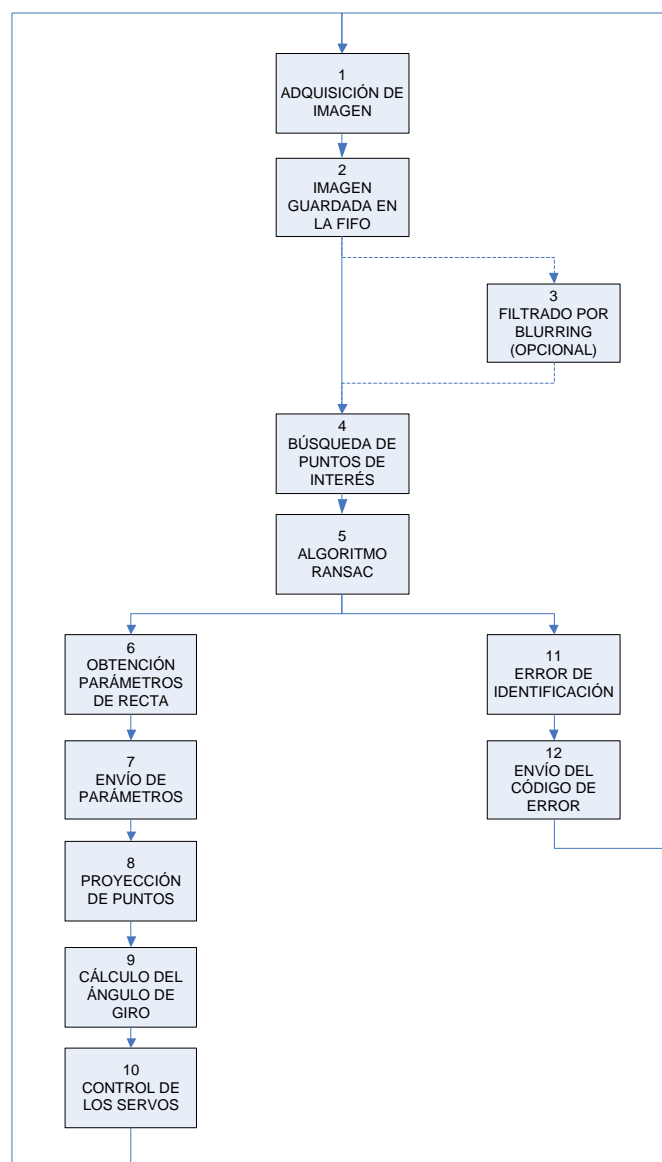 1
ADQUISICIÓN DE
IMAGEN
2
IMAGEN
GUARDADA EN
LA FIFO
3
FILTRADO POR
BLURRING
(OPCIONAL)
4
BÚSQUEDA DE
PUNTOS DE
INTERÉS
5
ALGORITMO
RANSAC
6
OBTENCIÓN
PARÁMETROS
DE RECTA
7
ENVÍO DE
PARÁMETROS
8
PROYECCIÓN
DE PUNTOS
9
CÁLCULO DEL
ÁNGULO DE
GIRO
10
CONTROL DE
LOS SERVOS
11
ERROR DE
IDENTIFICACIÓN
12
ENVÍO DEL
CÓDIGO DE
ERROR